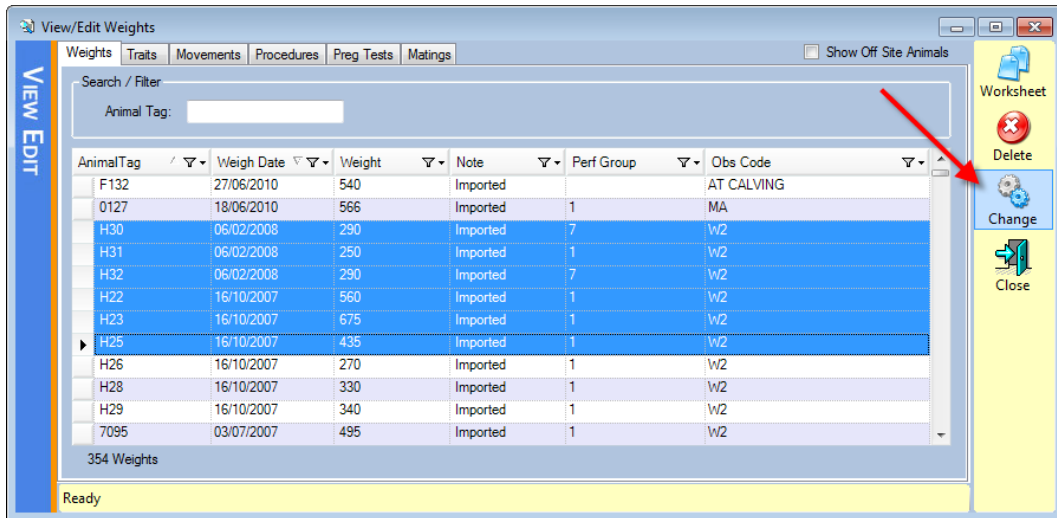 View/Edit Weights
VIEW EDIT
Weights Traits Movements Procedures Preg Tests Matings Show Off Site Animals
Search / Filter
Animal Tag:
AnimalTag Weigh Date Weight Note Perf Group Obs Code
F132 27/06/2010 540 Imported AT CALVING
0127 18/06/2010 566 Imported 1 MA
H30 06/02/2008 290 Imported 7 W2
H31 06/02/2008 250 Imported 1 W2
H32 06/02/2008 290 Imported 7 W2
H22 16/10/2007 560 Imported 1 W2
H23 16/10/2007 675 Imported 1 W2
H25 16/10/2007 435 Imported 1 W2
H26 16/10/2007 270 Imported 1 W2
H28 16/10/2007 330 Imported 1 W2
H29 16/10/2007 340 Imported 1 W2
7095 03/07/2007 495 Imported 1 W2
354 Weights
Ready
Worksheet
Delete
Change
Close